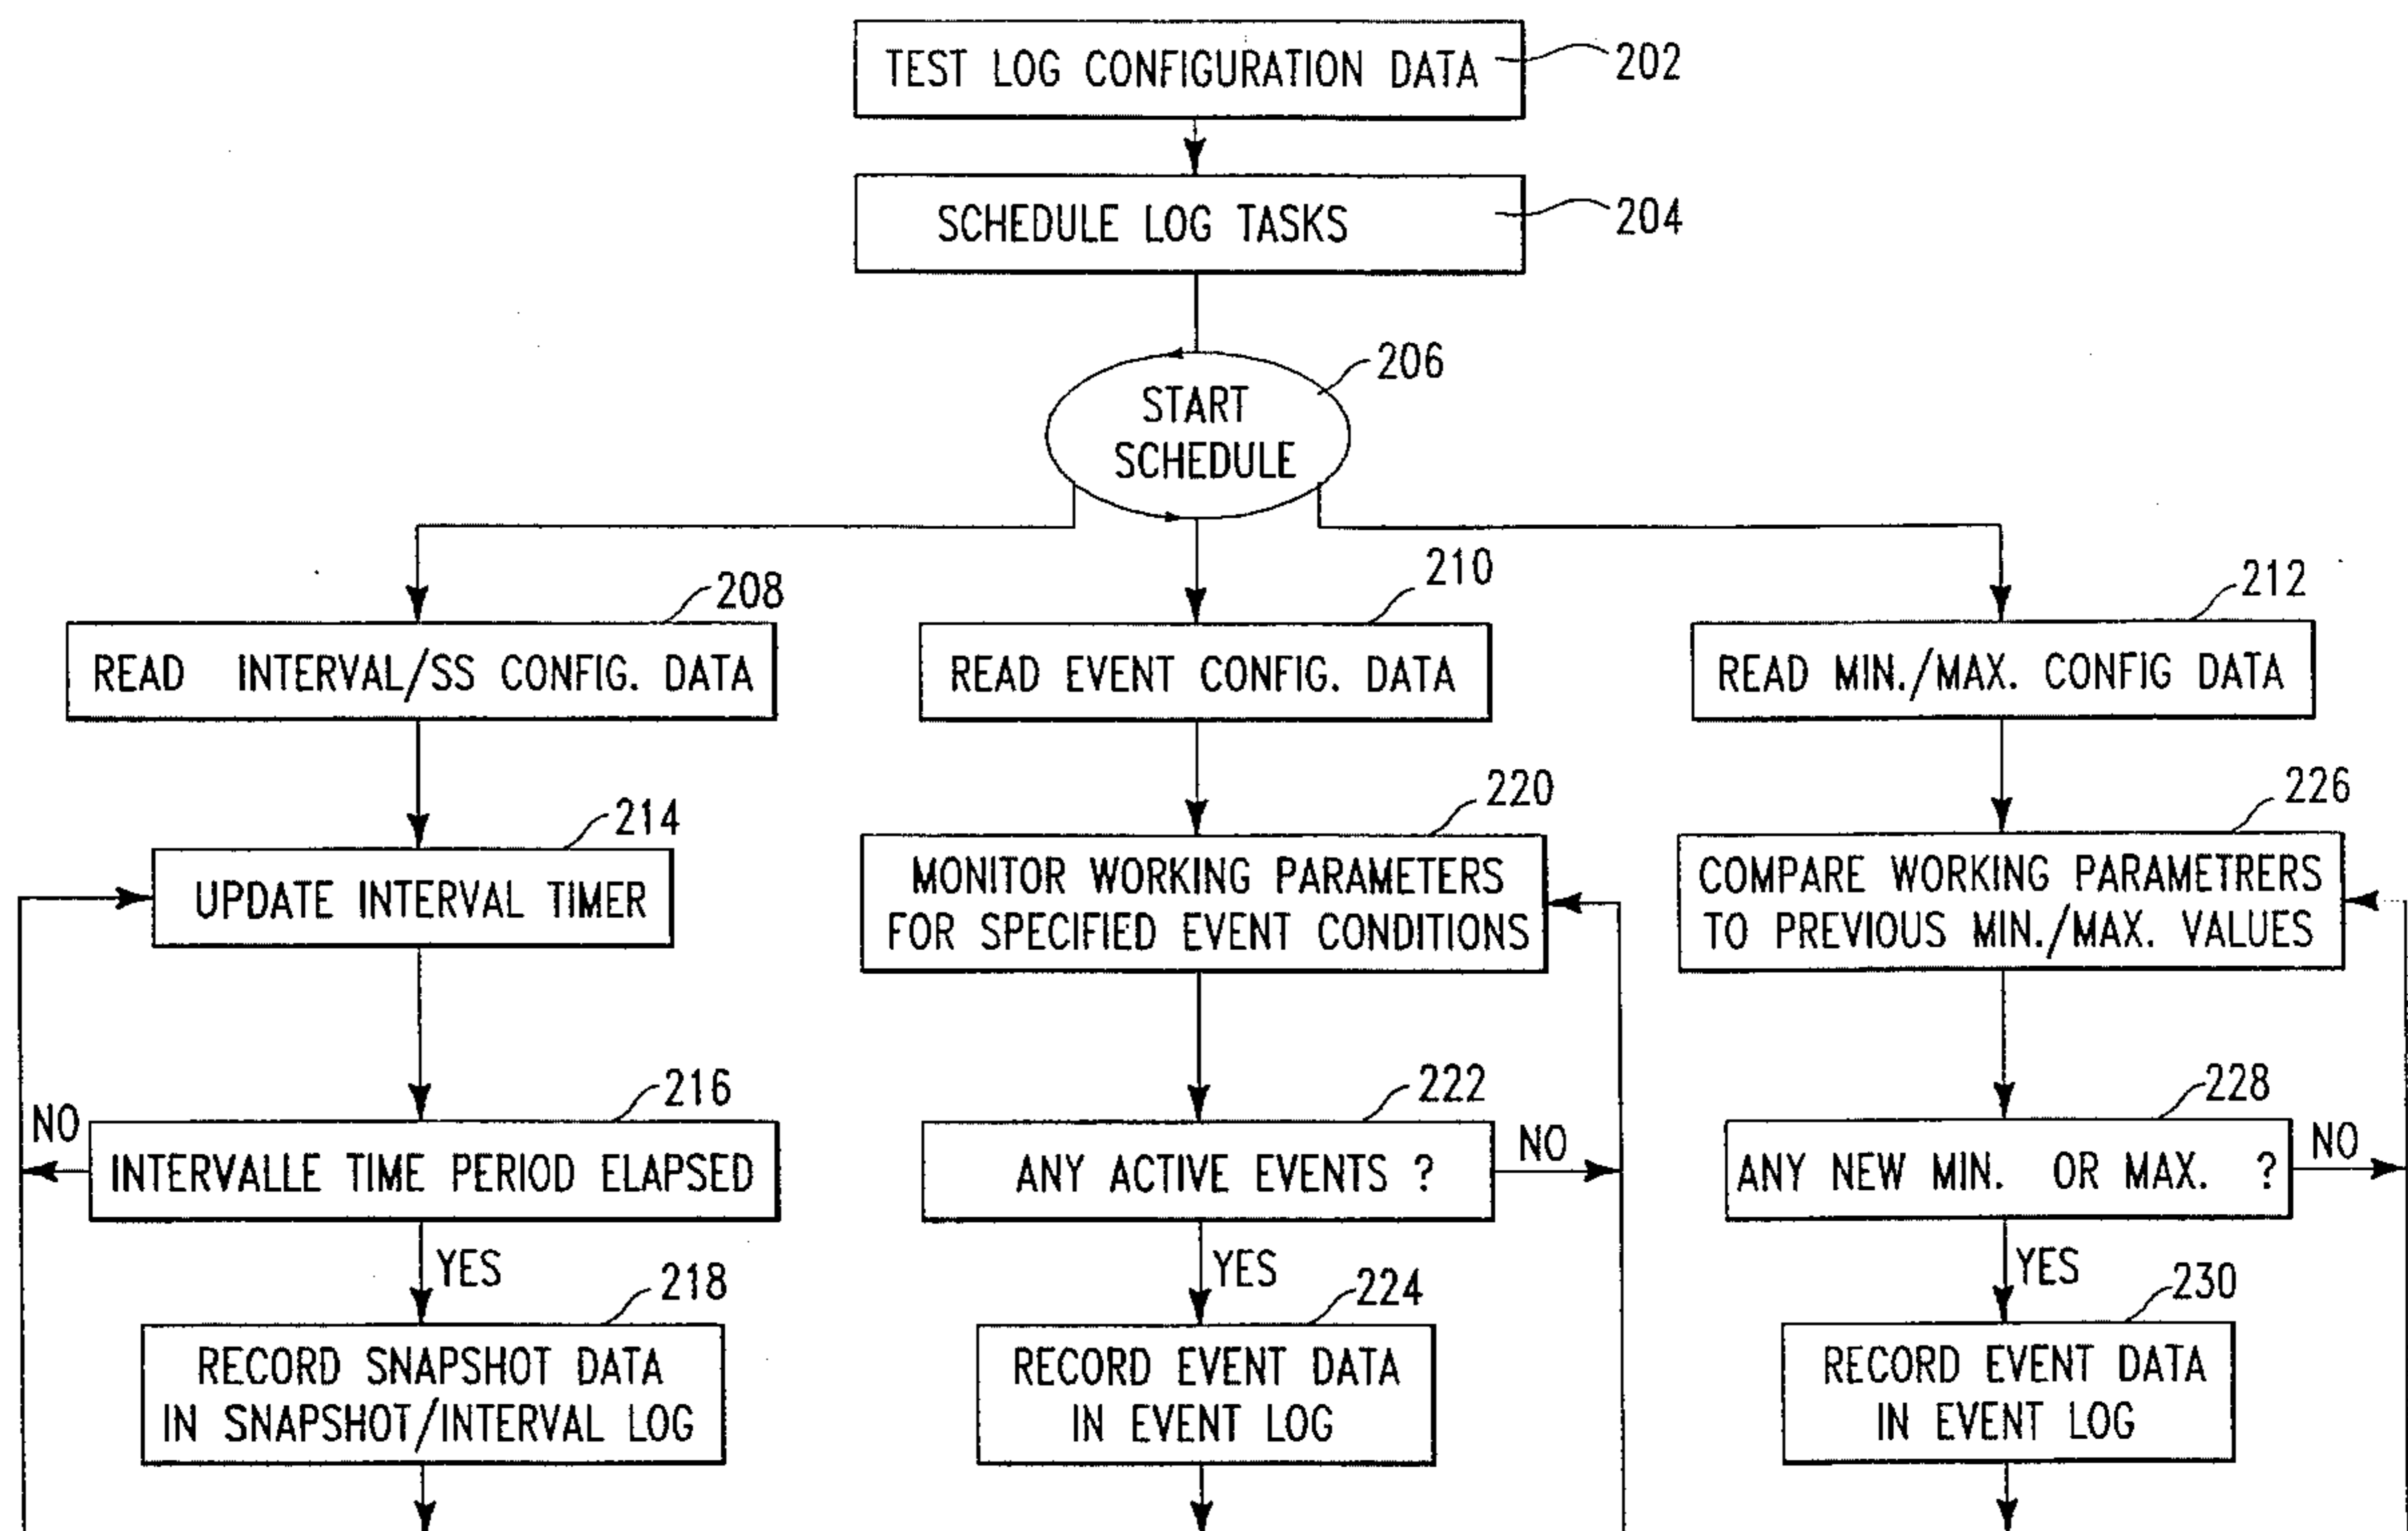 TEST LOG CONFIGURATION DATA
202
SCHEDULE LOG TASKS
204
206
START
SCHEDULE
208
READ INTERVAL/SS CONFIG. DATA
210
READ EVENT CONFIG. DATA
212
READ MIN./MAX. CONFIG DATA
214
UPDATE INTERVAL TIMER
220
MONITOR WORKING PARAMETERS
FOR SPECIFIED EVENT CONDITIONS
226
COMPARE WORKING PARAMETRERS
TO PREVIOUS MIN./MAX. VALUES
216
NO
INTERVALLE TIME PERIOD ELAPSED
YES
222
ANY ACTIVE EVENTS ?
NO
YES
228
ANY NEW MIN. OR MAX. ?
NO
YES
218
RECORD SNAPSHOT DATA
IN SNAPSHOT/INTERVAL LOG
224
RECORD EVENT DATA
IN EVENT LOG
230
RECORD EVENT DATA
IN EVENT LOG